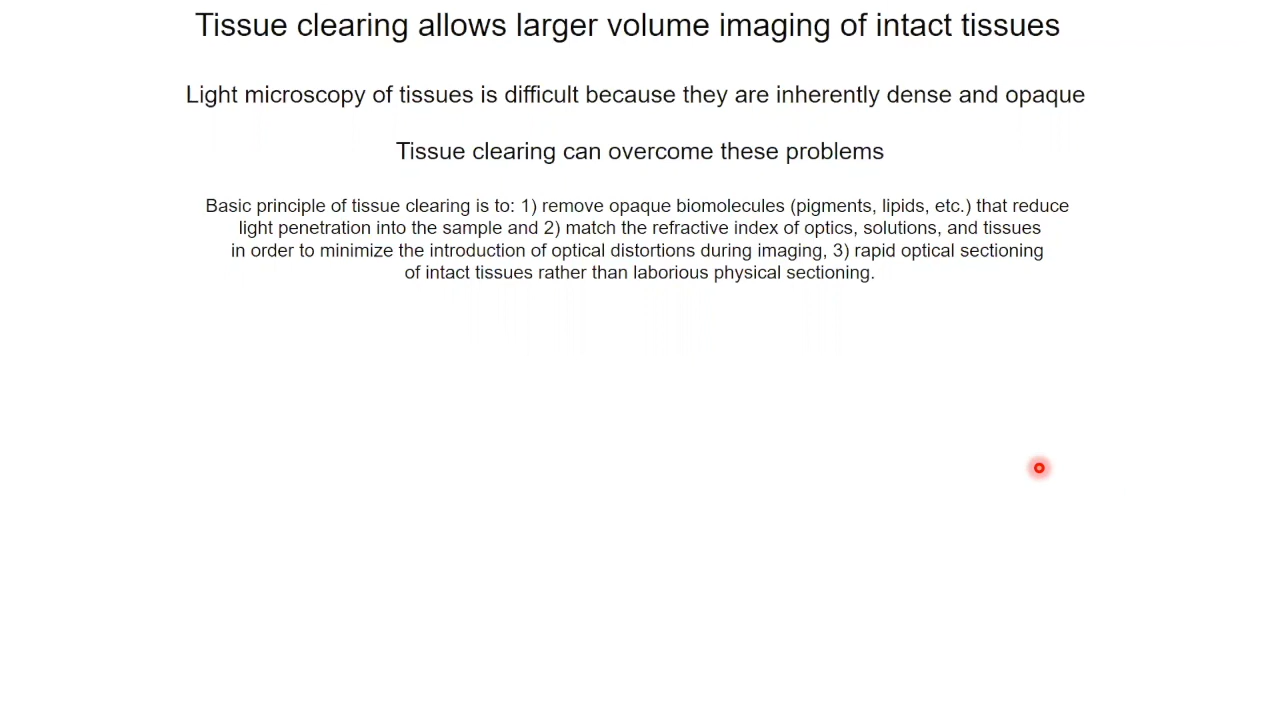 Tissue clearing allows larger volume imaging of intact tissues
Light microscopy of tissues is difficult because they are inherently dense and opaque
Tissue clearing can overcome these problems
Basic principle of tissue clearing is to: 1) remove opaque biomolecules (pigments, lipids, etc.) that reduce
light penetration into the sample and 2) match the refractive index of optics, solutions, and tissues
in order to minimize the introduction of optical distortions during imaging, 3) rapid optical sectioning
of intact tissues rather than laborious physical sectioning.